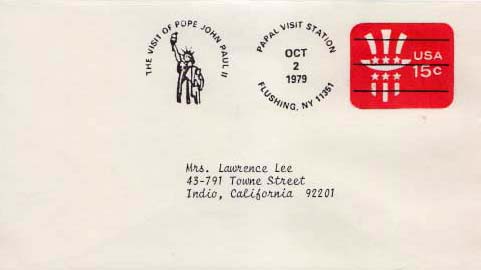 THE VISIT OF POPE JOHN PAUL II
PAPAL VISIT STATION
OCT
2
1979
FLUSHING, NY 11351
USA
15c
Mrs. Lawrence Lee
43-791 Towne Street
Indio, California 92201